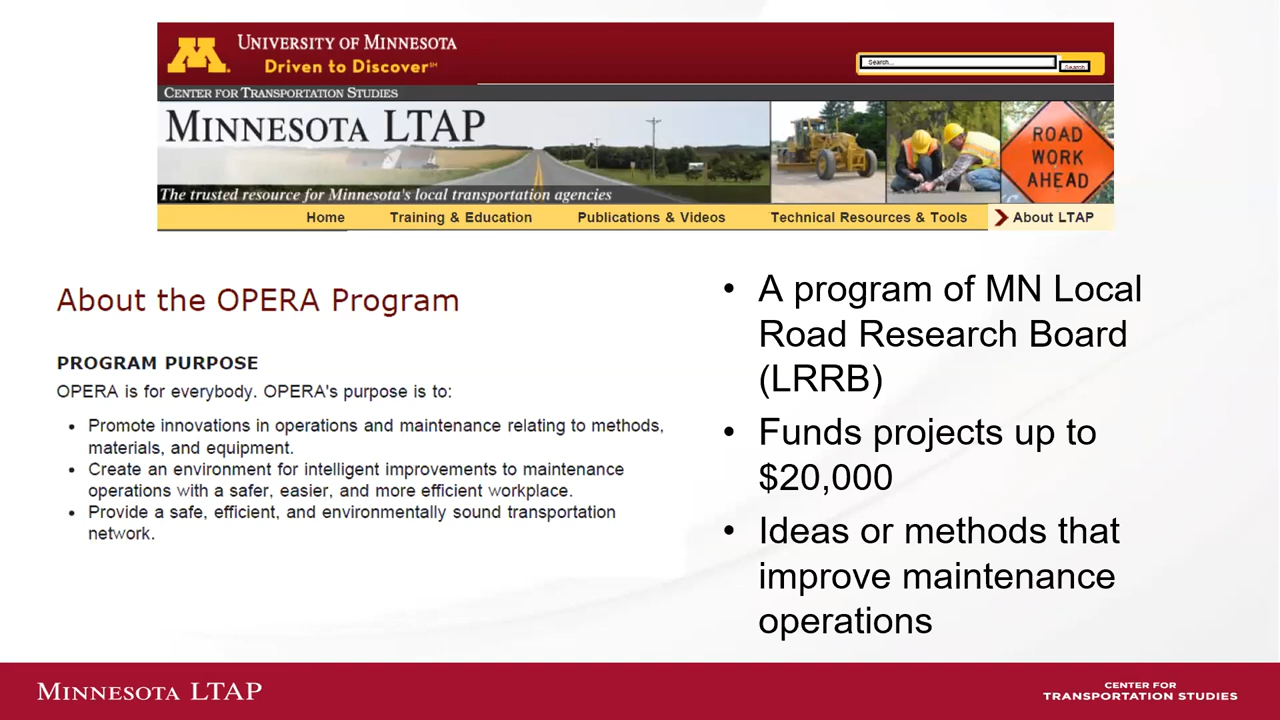 UNIVERSITY OF MINNESOTA
Driven to Discover℠
Search...
Search
CENTER FOR TRANSPORTATION STUDIES
MINNESOTA LTAP
The trusted resource for Minnesota's local transportation agencies
ROAD
WORK
AHEAD
Home Training & Education Publications & Videos Technical Resources & Tools About LTAP
About the OPERA Program
PROGRAM PURPOSE
OPERA is for everybody. OPERA's purpose is to:
• Promote innovations in operations and maintenance relating to methods,
materials, and equipment.
• Create an environment for intelligent improvements to maintenance
operations with a safer, easier, and more efficient workplace.
• Provide a safe, efficient, and environmentally sound transportation
network.
• A program of MN Local
Road Research Board
(LRRB)
• Funds projects up to
$20,000
• Ideas or methods that
improve maintenance
operations
MINNESOTA LTAP
CENTER FOR
TRANSPORTATION STUDIES